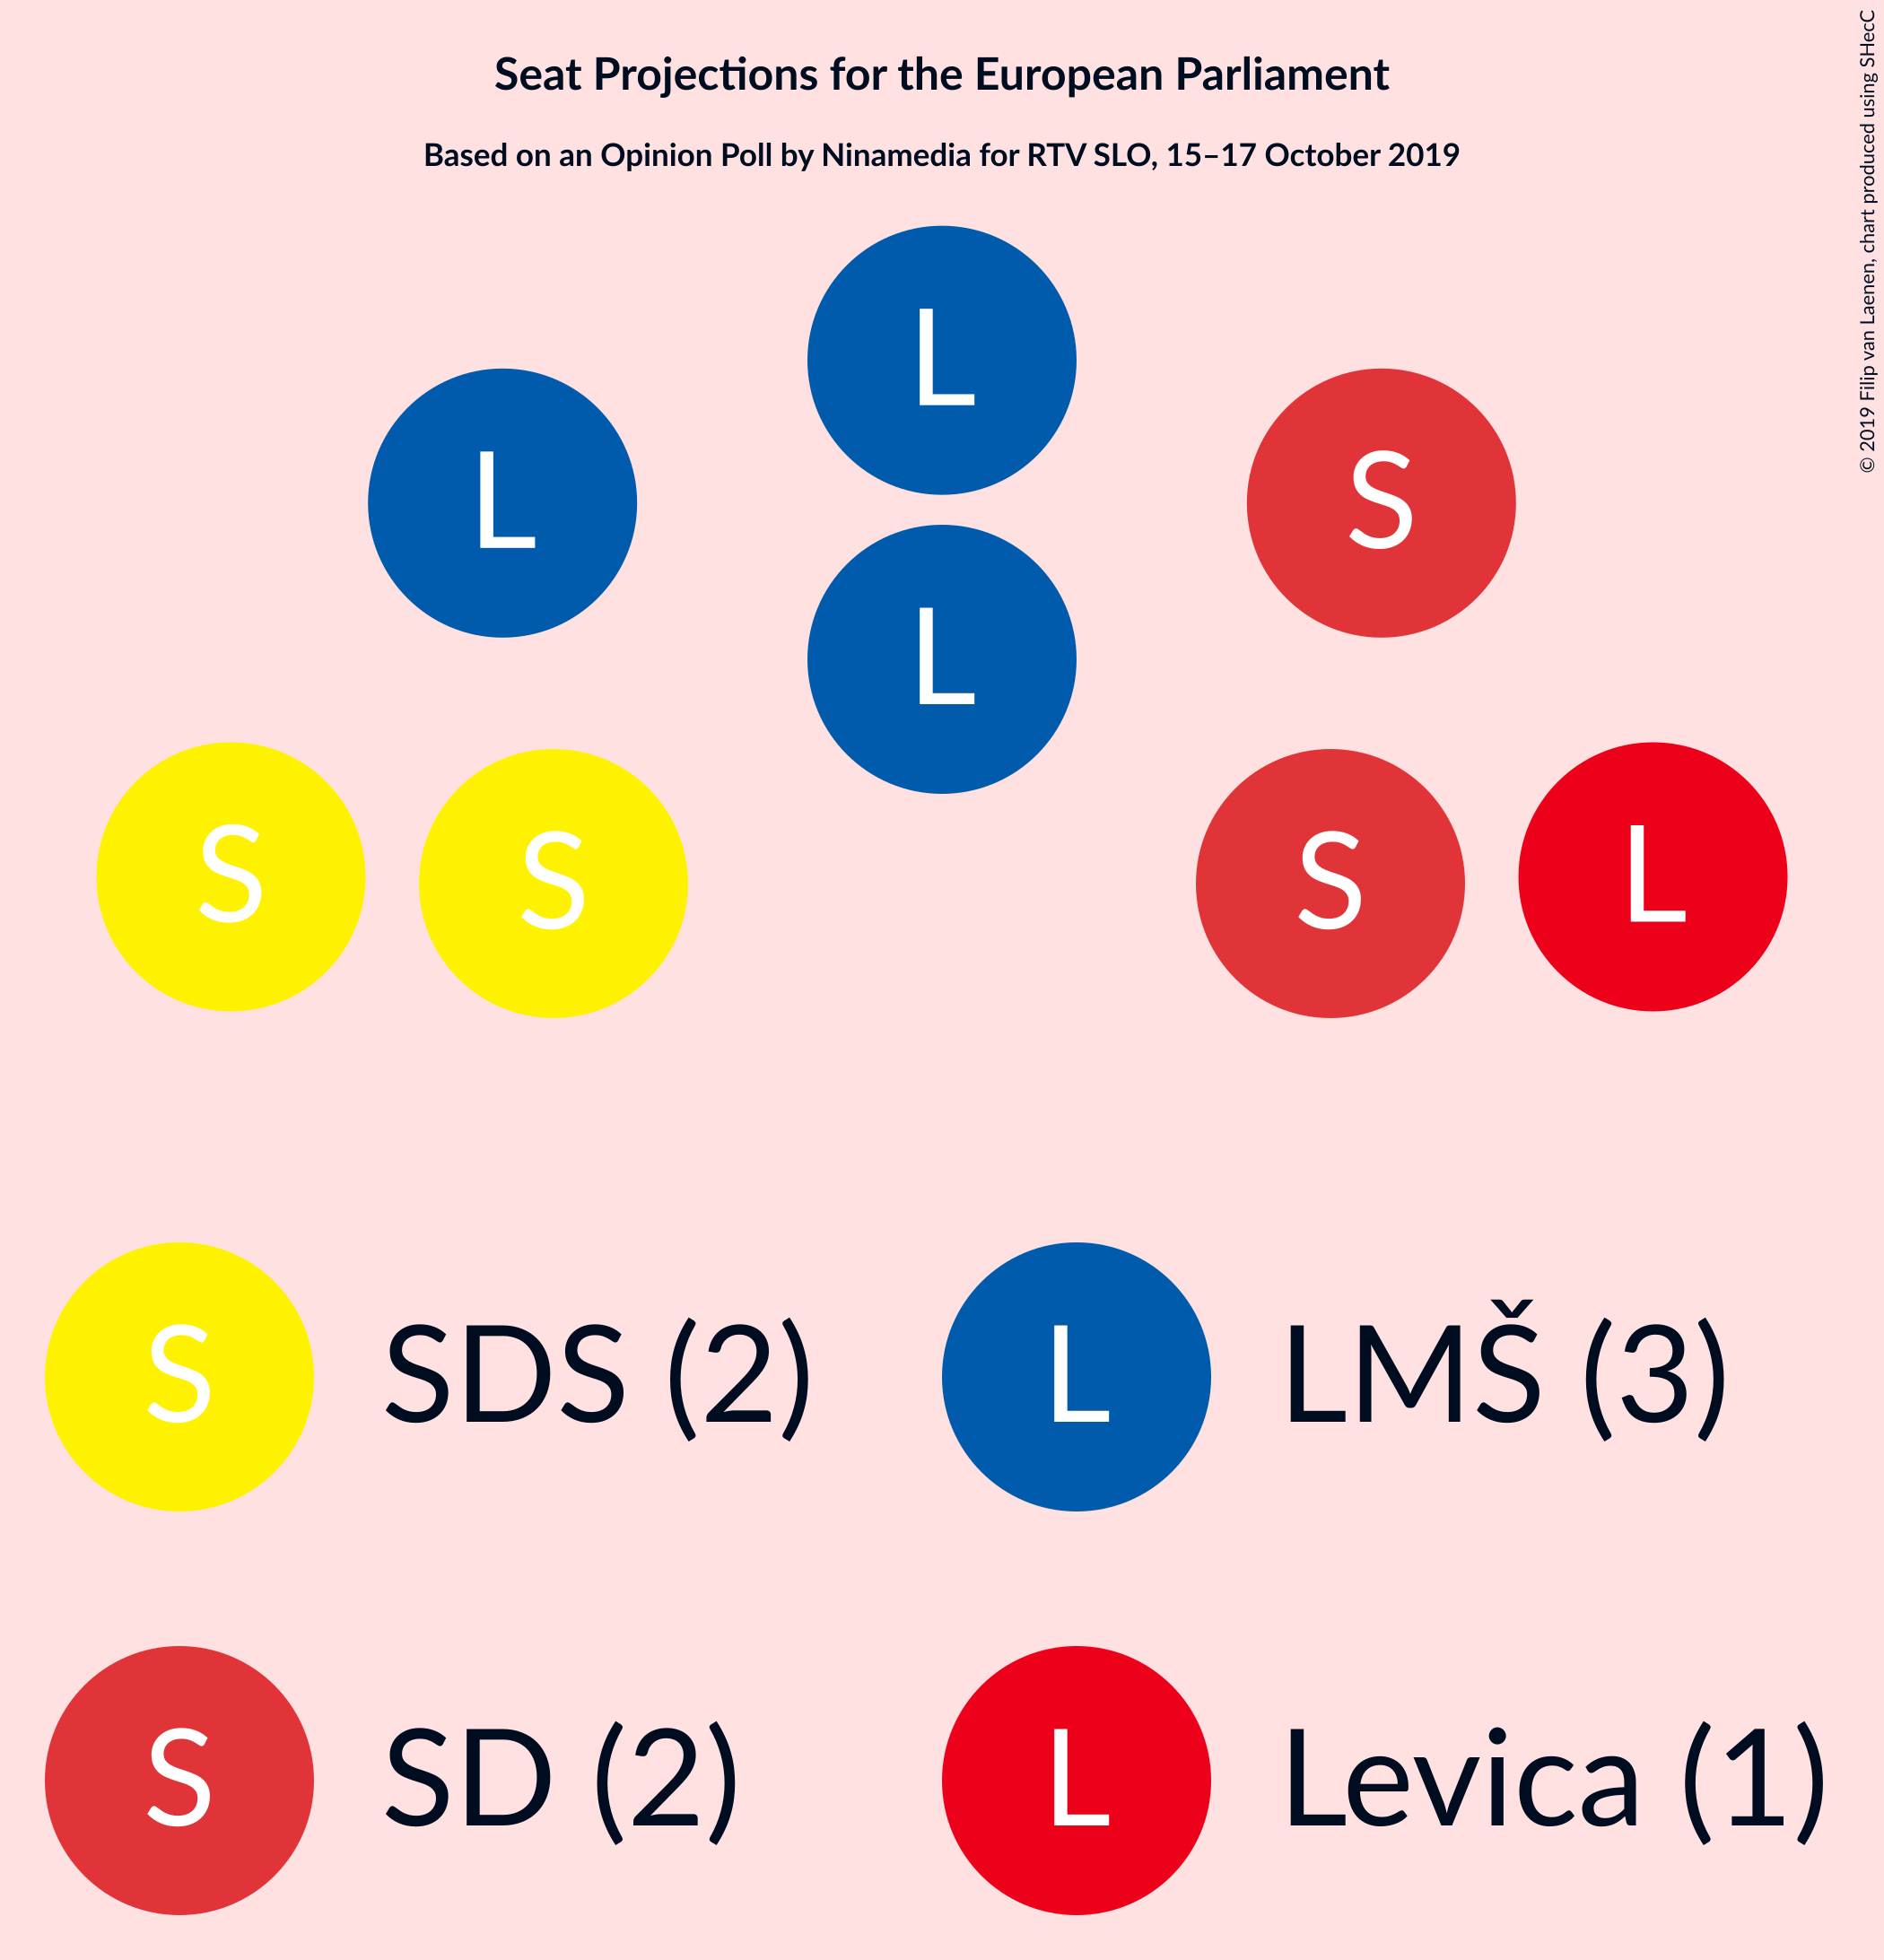 Seat Projections for the European Parliament
Based on an Opinion Poll by Ninamedia for RTV SLO, 15–17 October 2019
© 2019 Filip van Laenen, chart produced using SHecC
L
L
S
L
S
S
S
L
S SDS (2)
L LMŠ (3)
S SD (2)
L Levica (1)